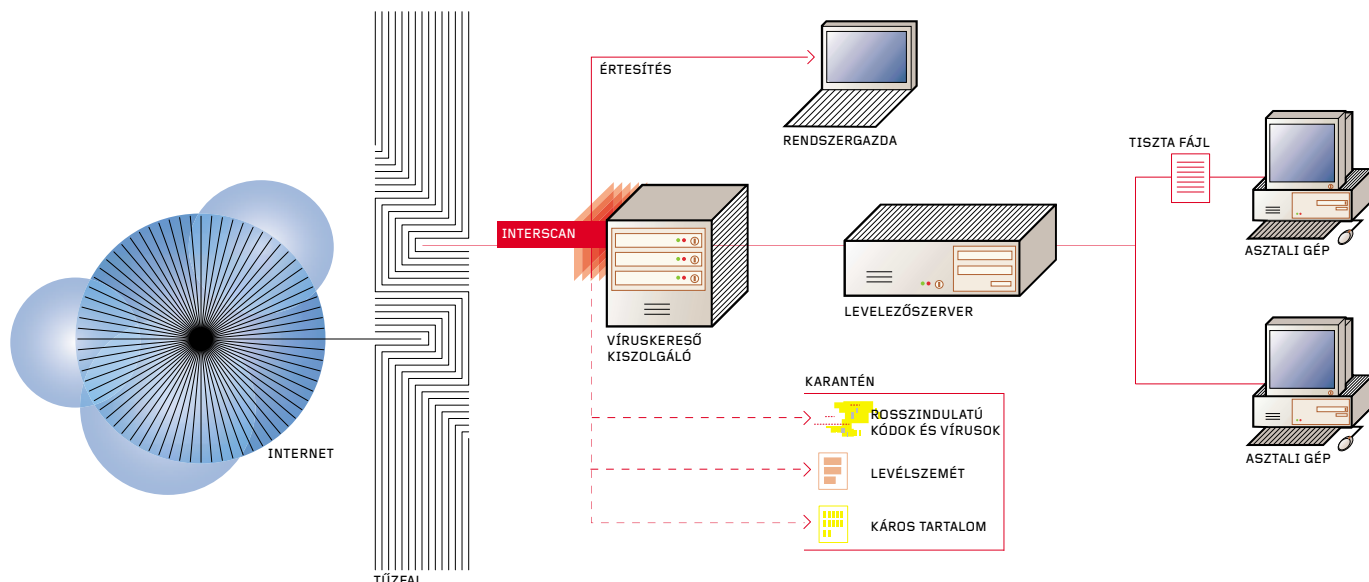 ÉRTESÍTÉS
RENDSZERGAZDA
TISZTA FÁJL
INTERSCAN
ASZTALI GÉP
LEVELEZŐSZERVER
VÍRUSKERESŐ
KISZOLGÁLÓ
KARANTÉN
ROSSZINDULATÚ
KÓDOK ÉS VÍRUSOK
INTERNET
ASZTALI GÉP
LEVÉLSZEMÉT
KÁROS TARTALOM
TŰZFAL